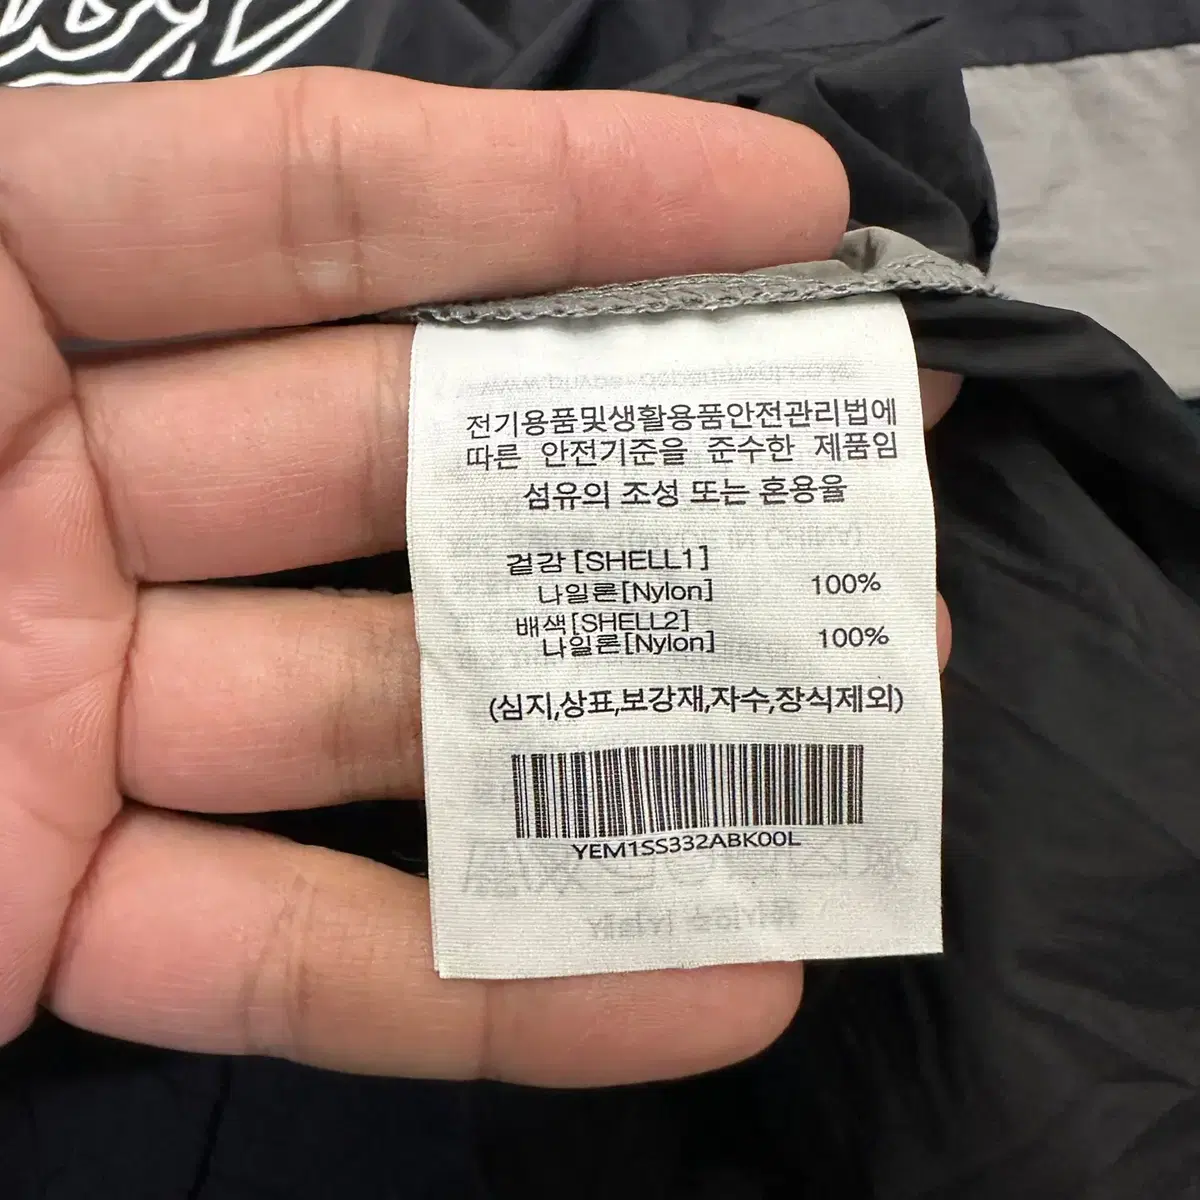 전기용품및생활용품안전관리법에
따른 안전기준을 준수한 제품임
섬유의 조성 또는 혼용율
겉감 [SHELL1]
나일론[Nylon] 100%
배색[SHELL2]
나일론[Nylon] 100%
(심지,상표,보강재,자수,장식제외)
YEM1SS332ABK00L